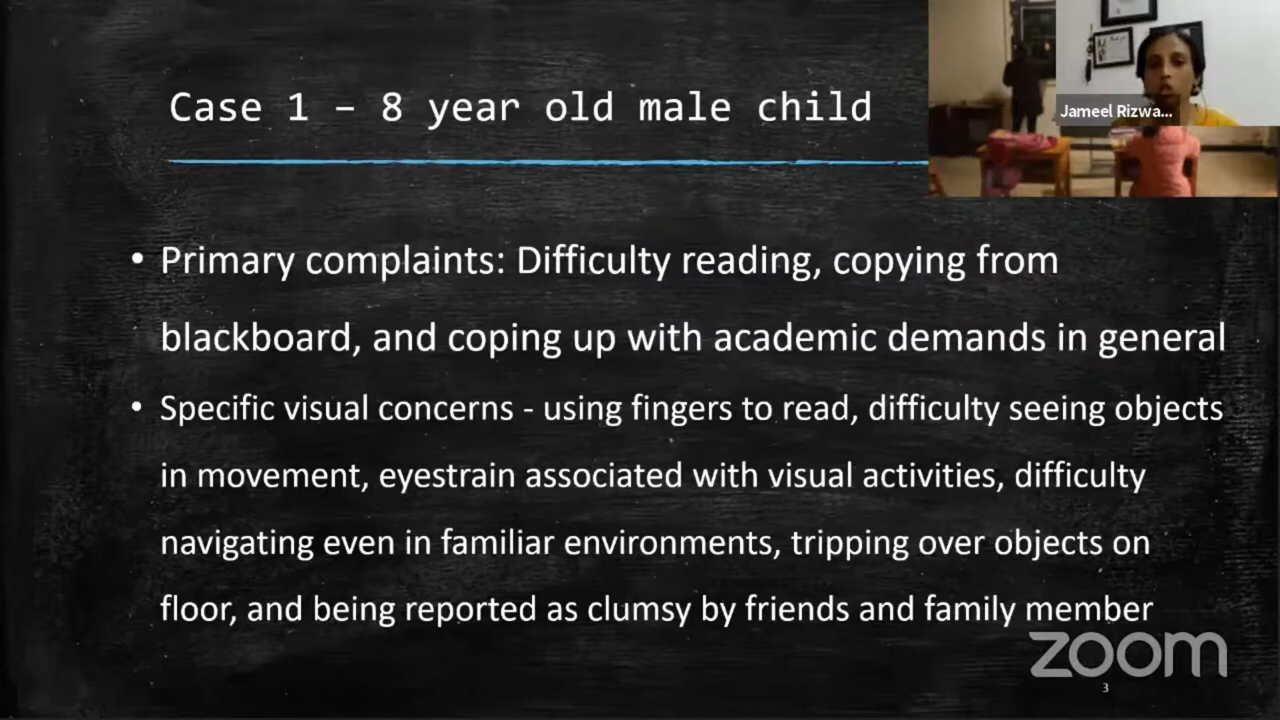 Case 1 – 8 year old male child
Jameel Rizwa...
• Primary complaints: Difficulty reading, copying from
blackboard, and coping up with academic demands in general
• Specific visual concerns - using fingers to read, difficulty seeing objects
in movement, eyestrain associated with visual activities, difficulty
navigating even in familiar environments, tripping over objects on
floor, and being reported as clumsy by friends and family member
zoom
3